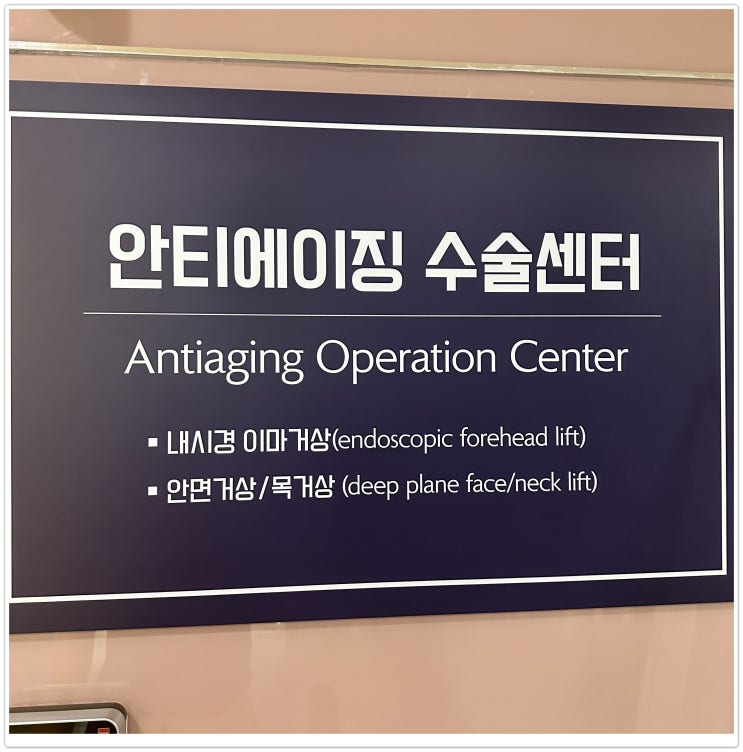 안티에이징 수술센터
Antiaging Operation Center
▪ 내시경 이마거상(endoscopic forehead lift)
▪ 안면거상/목거상 (deep plane face/neck lift)